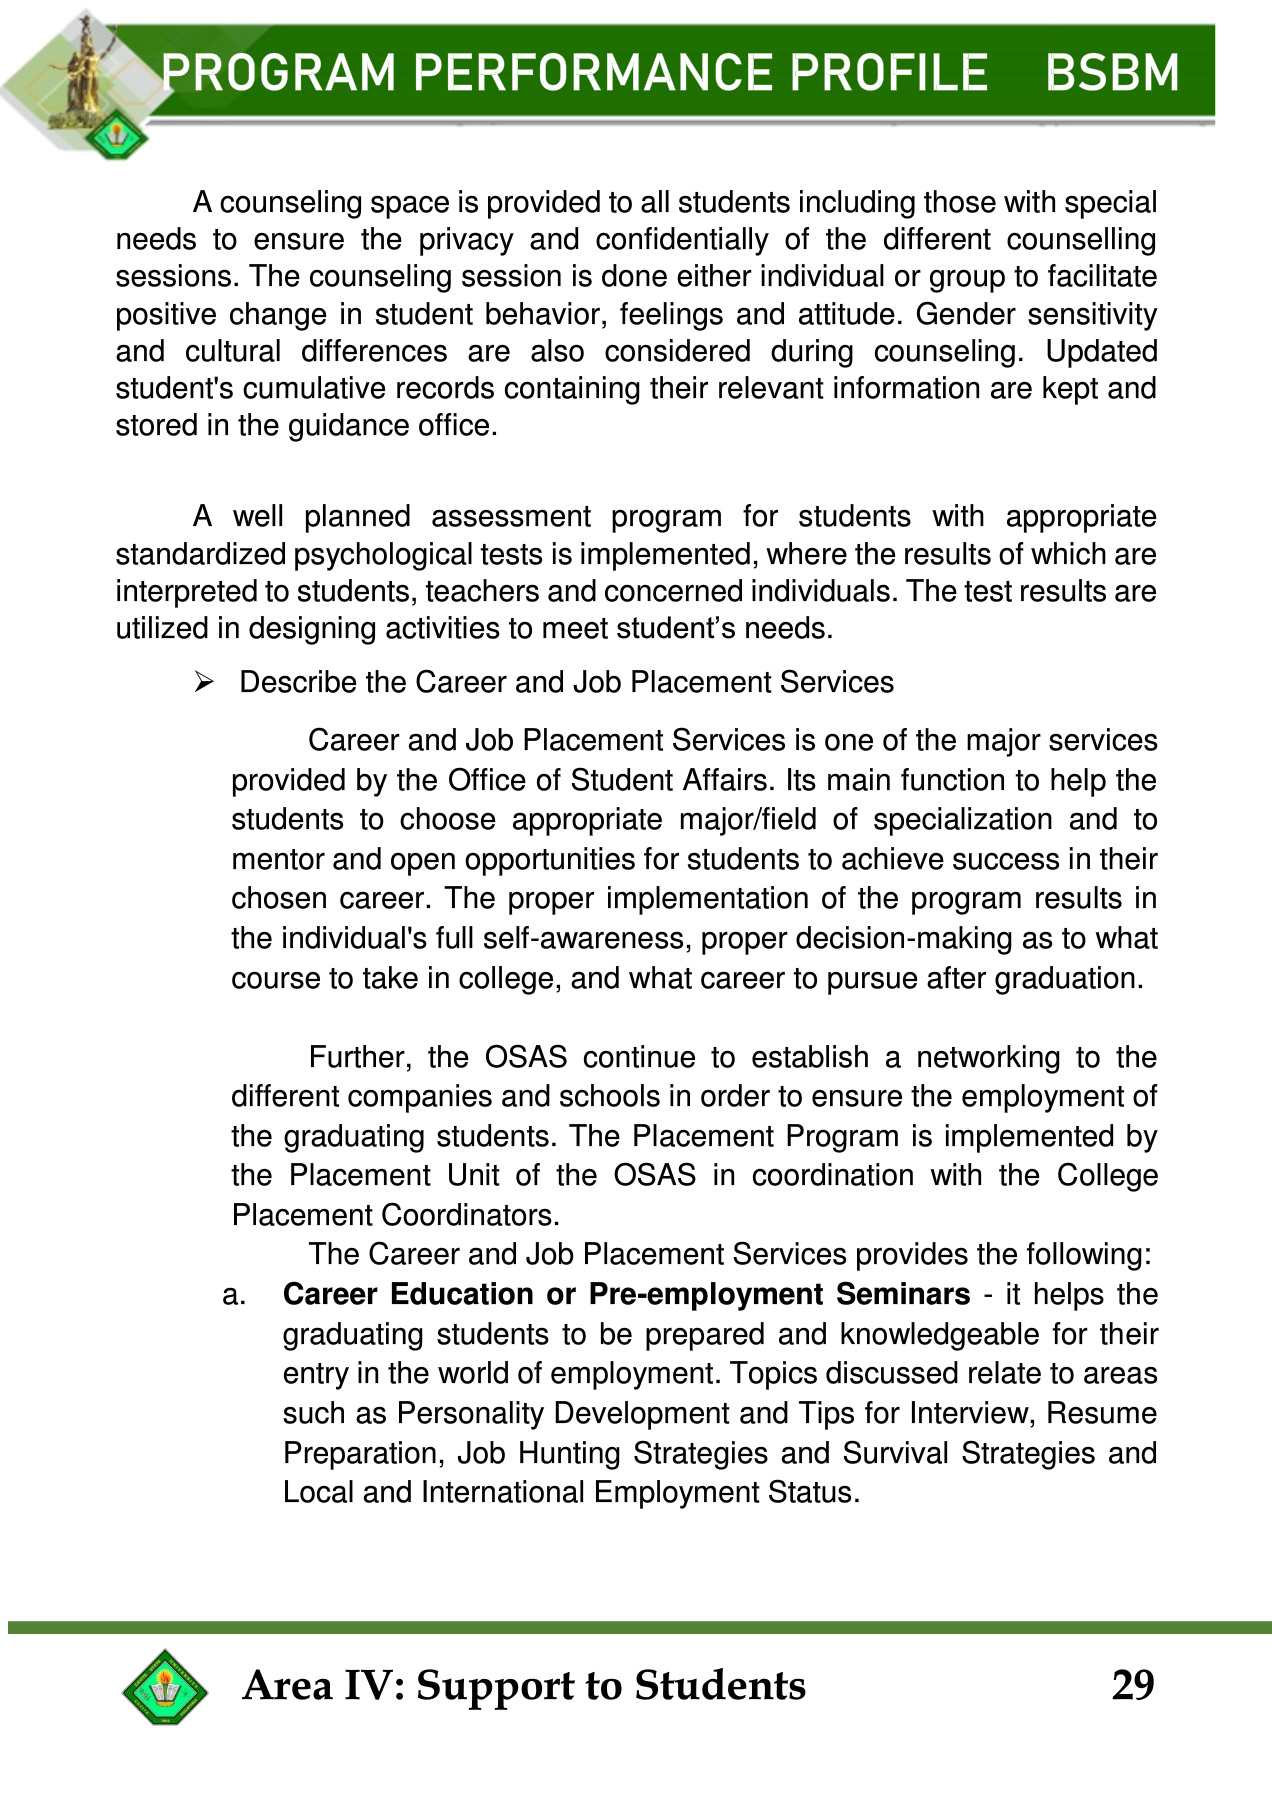 PROGRAM PERFORMANCE PROFILE BSBM
A counseling space is provided to all students including those with special
needs to ensure the privacy and confidentially of the different counselling
sessions. The counseling session is done either individual or group to facilitate
positive change in student behavior, feelings and attitude. Gender sensitivity
and cultural differences are also considered during counseling. Updated
student's cumulative records containing their relevant information are kept and
stored in the guidance office.
A well planned assessment program for students with appropriate
standardized psychological tests is implemented, where the results of which are
interpreted to students, teachers and concerned individuals. The test results are
utilized in designing activities to meet student’s needs.
➢ Describe the Career and Job Placement Services
Career and Job Placement Services is one of the major services
provided by the Office of Student Affairs. Its main function to help the
students to choose appropriate major/field of specialization and to
mentor and open opportunities for students to achieve success in their
chosen career. The proper implementation of the program results in
the individual's full self-awareness, proper decision-making as to what
course to take in college, and what career to pursue after graduation.
Further, the OSAS continue to establish a networking to the
different companies and schools in order to ensure the employment of
the graduating students. The Placement Program is implemented by
the Placement Unit of the OSAS in coordination with the College
Placement Coordinators.
The Career and Job Placement Services provides the following:
a. Career Education or Pre-employment Seminars - it helps the
graduating students to be prepared and knowledgeable for their
entry in the world of employment. Topics discussed relate to areas
such as Personality Development and Tips for Interview, Resume
Preparation, Job Hunting Strategies and Survival Strategies and
Local and International Employment Status.
Area IV: Support to Students 29